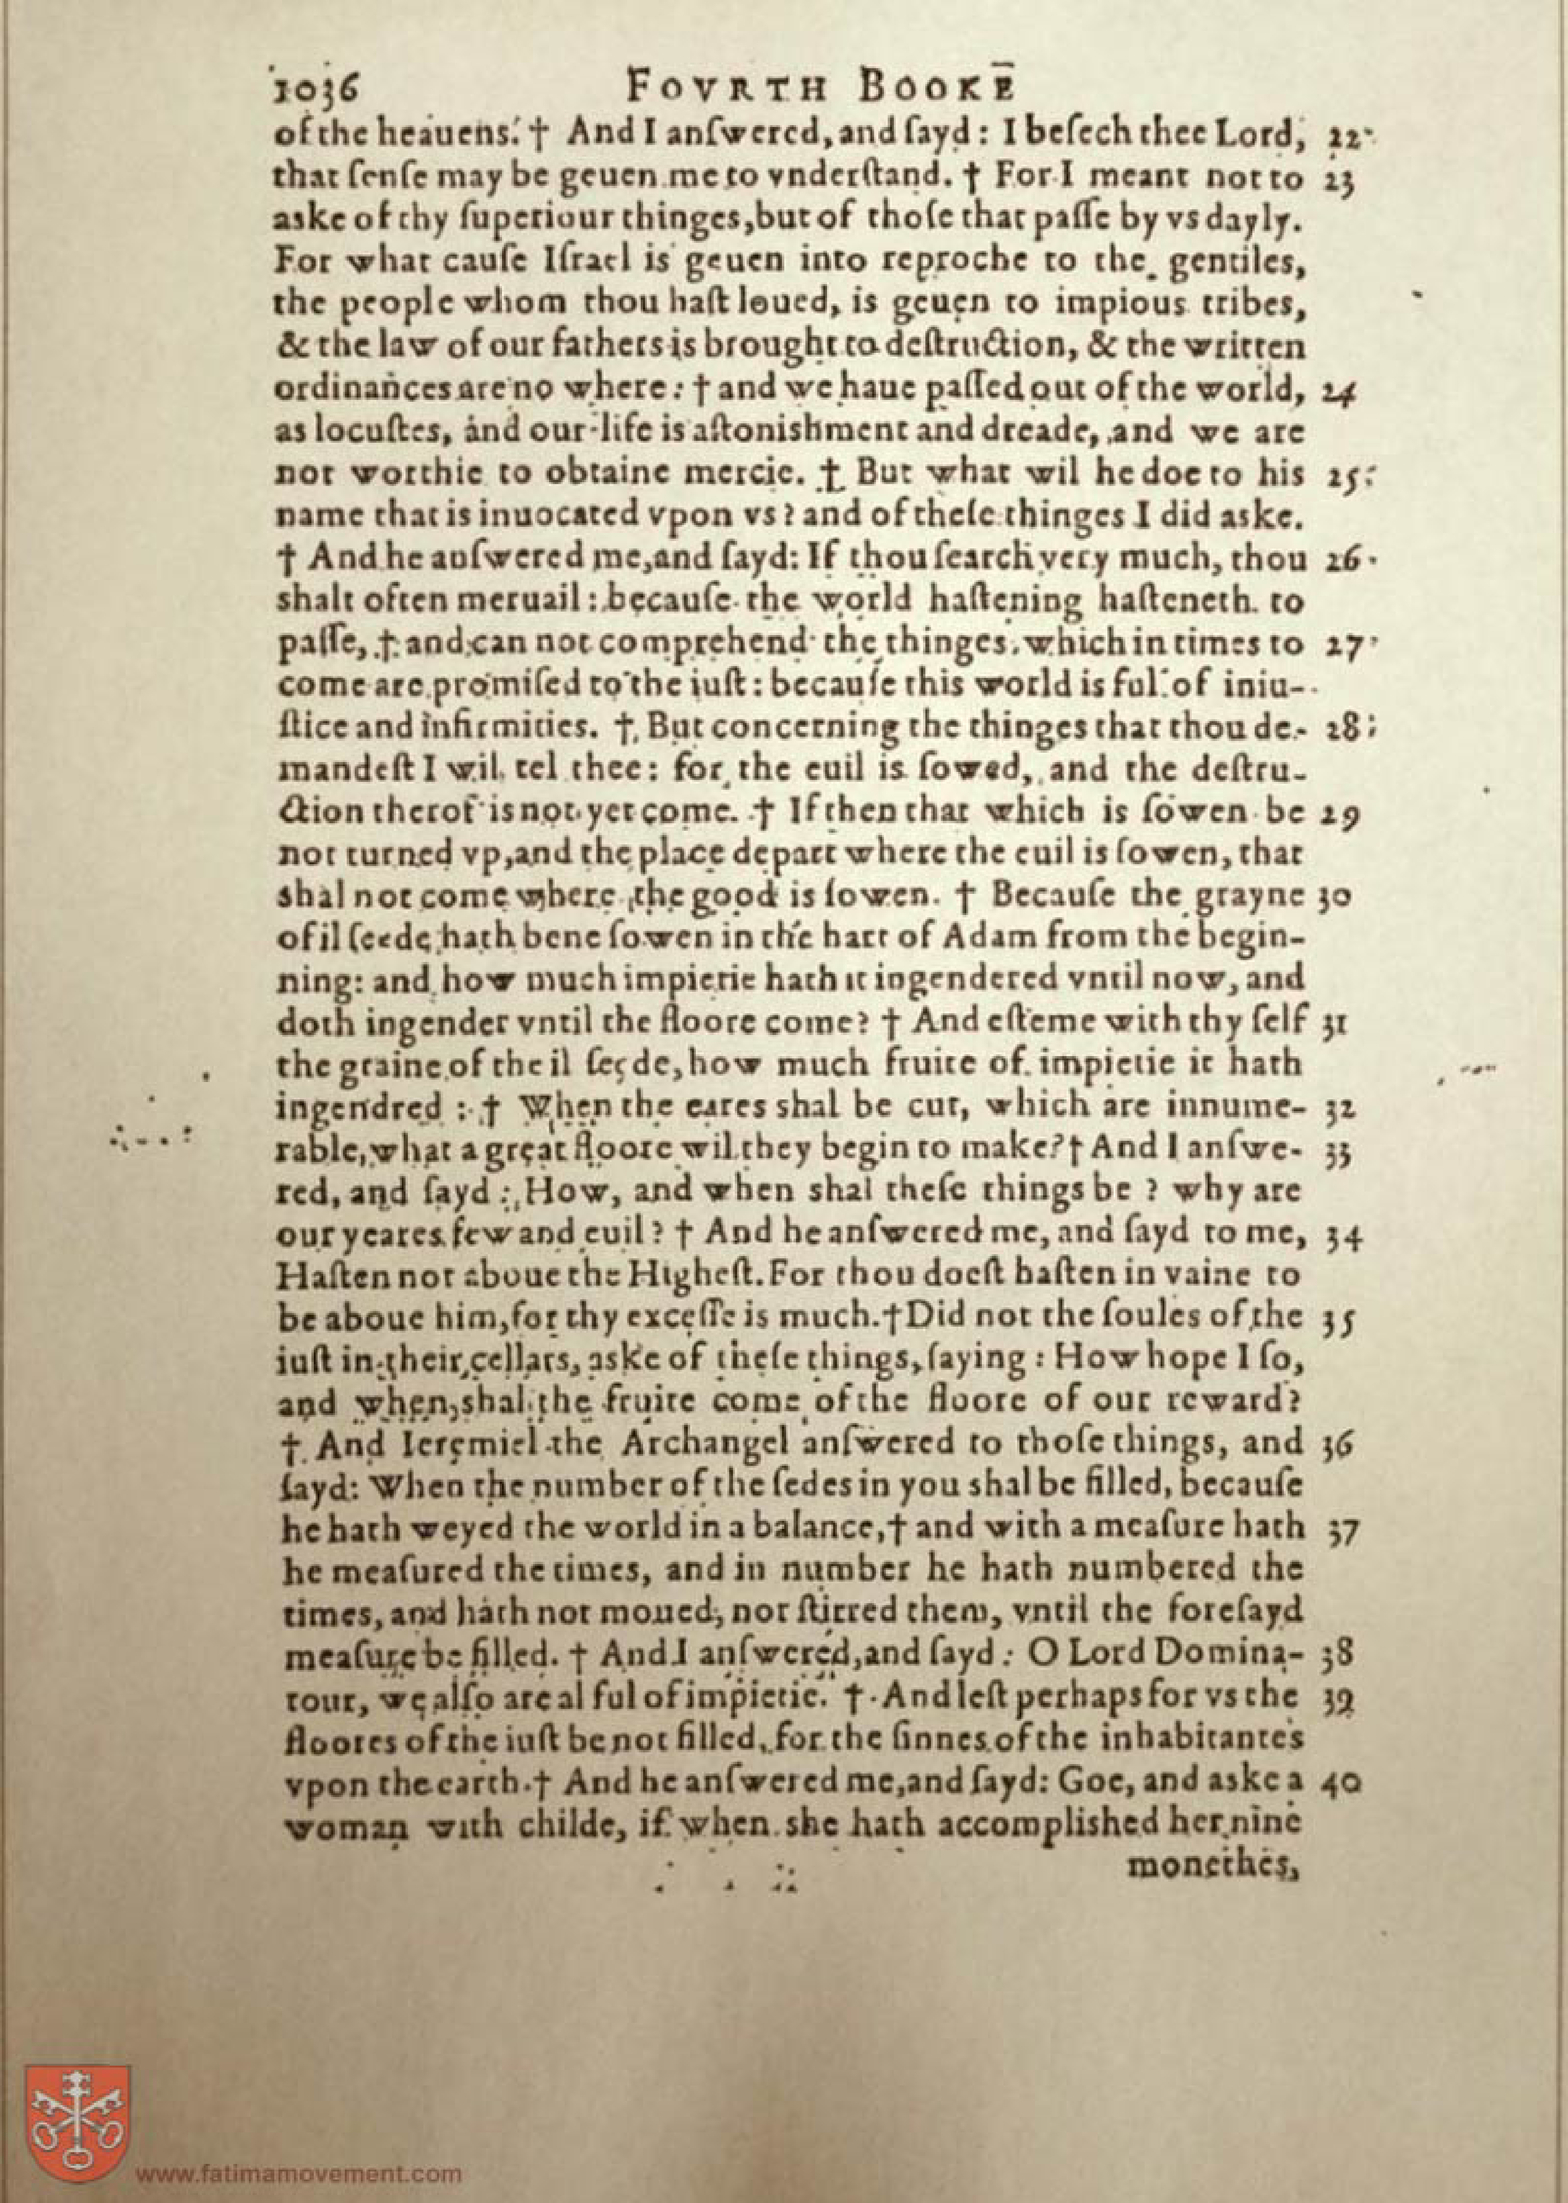 1036 FOVRTH BOOKE
of the heauens. † And I anſwered, and ſayd : I beſech thee Lord, 22
that ſenſe may be geuen me to vnderſtand. † For I meant not to 23
aske of thy ſuperiour thinges, but of thoſe that paſſe by vs dayly.
For what cauſe Iſrael is geuen into reproche to the gentiles,
the people whom thou haſt loued, is geuen to impious tribes,
& the law of our fathers is brought to deſtruction, & the written
ordinances are no where : † and we haue paſſed out of the world, 24
as locuſtes, and our life is aſtonishment and dreade, and we are
not worthie to obtaine mercie. † But what wil he doe to his 25
name that is inuocated vpon vs ? and of theſe thinges I did aske.
† And he anſwered me, and ſayd: If thou ſearch very much, thou 26
shalt often meruail : becauſe the world haſtening haſteneth to
paſſe, † and can not comprehend the thinges which in times to 27
come are promiſed to the iuſt : becauſe this world is ful of iniu-
ſtice and infirmities. † But concerning the thinges that thou de- 28
mandeſt I wil tel thee : for the euil is ſowed, and the deſtru-
ction therof is not yet come. † If then that which is ſowen be 29
not turned vp, and the place depart where the euil is ſowen, that
shal not come where the good is ſowen. † Becauſe the grayne 30
of il ſeede hath bene ſowen in the hart of Adam from the begin-
ning: and how much impietie hath it ingendered vntil now, and
doth ingender vntil the floore come? † And eſteme with thy ſelf 31
the graine of the il ſeede, how much fruite of impietie it hath
ingendred : † When the eares shal be cut, which are innume- 32
rable, what a great floore wil they begin to make? † And I anſwe- 33
red, and ſayd : How, and when shal theſe things be ? why are
our yeares few and euil ? † And he anſwered me, and ſayd to me, 34
Haſten not aboue the Higheſt. For thou doeſt haſten in vaine to
be aboue him, for thy exceſſe is much. † Did not the ſoules of the 35
iuſt in their cellars, aske of theſe things, ſaying : How hope I ſo,
and when shal the fruite come of the floore of our reward?
† And Ieremiel the Archangel anſwered to thoſe things, and 36
ſayd: When the number of the ſedes in you shal be filled, becauſe
he hath weyed the world in a balance, † and with a meaſure hath 37
he meaſured the times, and in number he hath numbered the
times, and hath not moued, nor ſtirred them, vntil the foreſayd
meaſure be filled. † And I anſwered, and ſayd : O Lord Domina- 38
tour, we alſo are al ful of impietie. † And leſt perhaps for vs the 39
floores of the iuſt be not filled, for the ſinnes of the inhabitantes
vpon the earth. † And he anſwered me, and ſayd: Goe, and aske a 40
woman with childe, if when she hath accomplished her nine
monethes,
www.fatimamovement.com